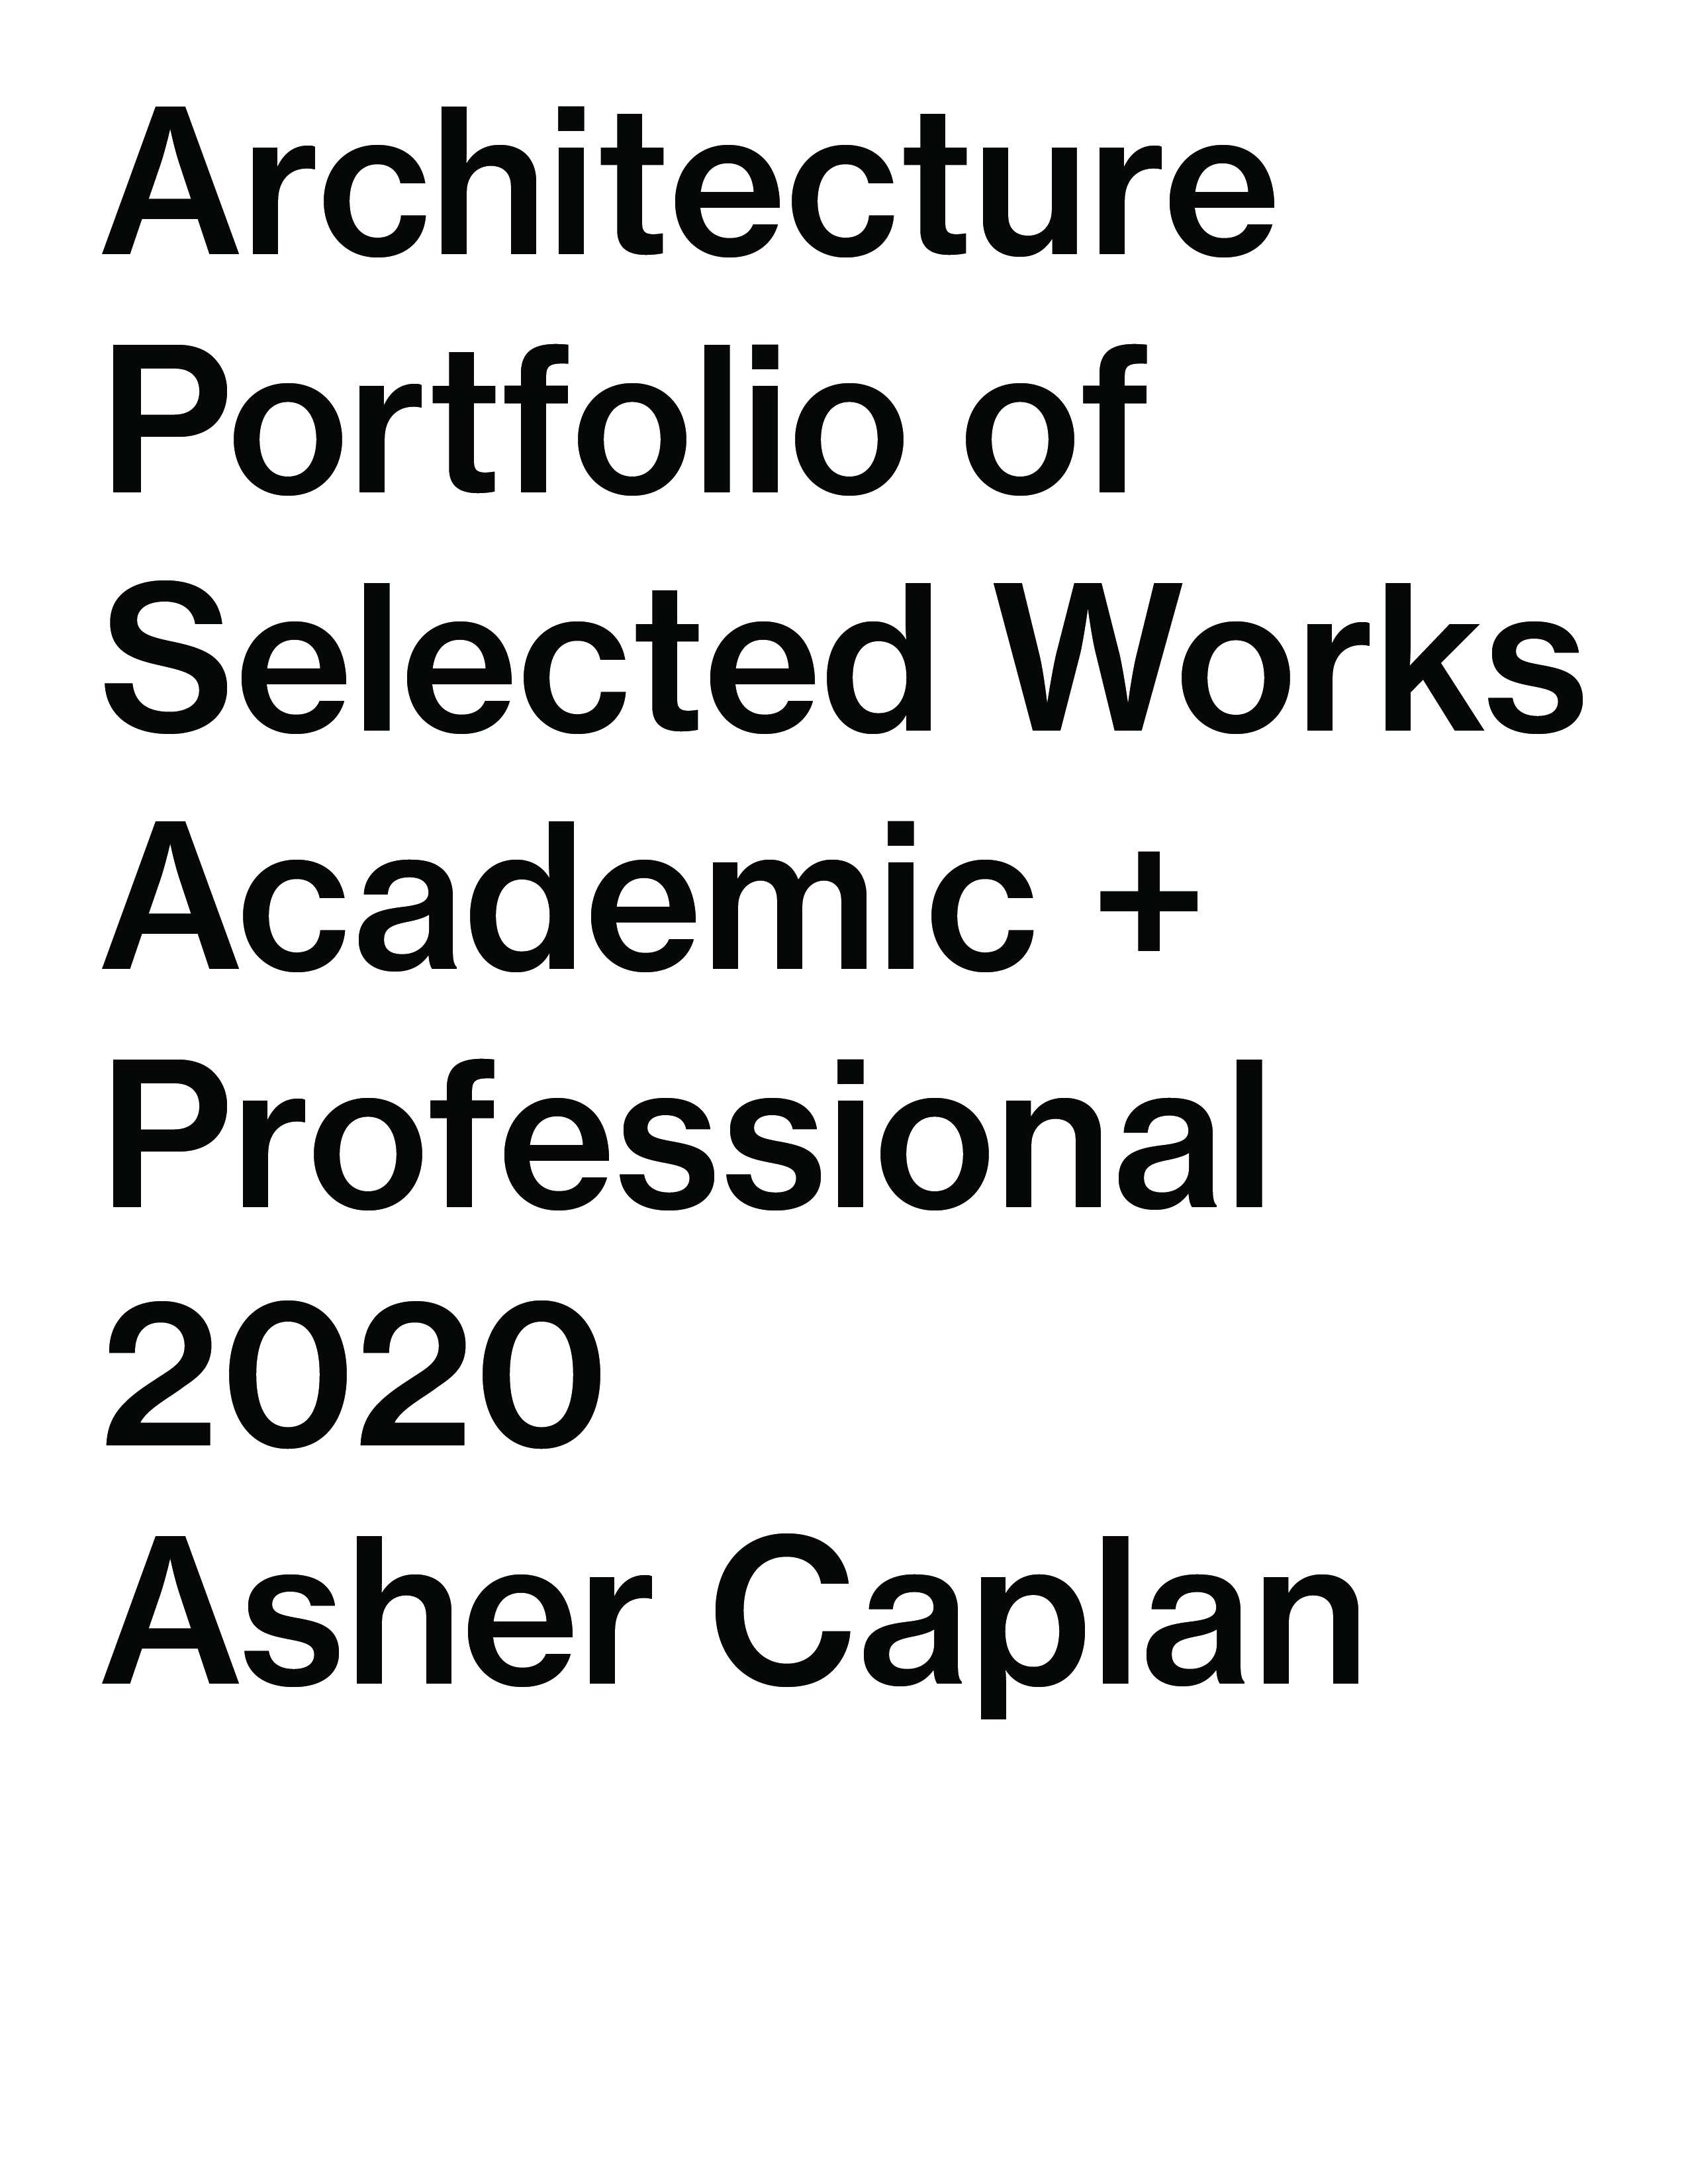 Architecture
Portfolio of
Selected Works
Academic +
Professional
2020
Asher Caplan